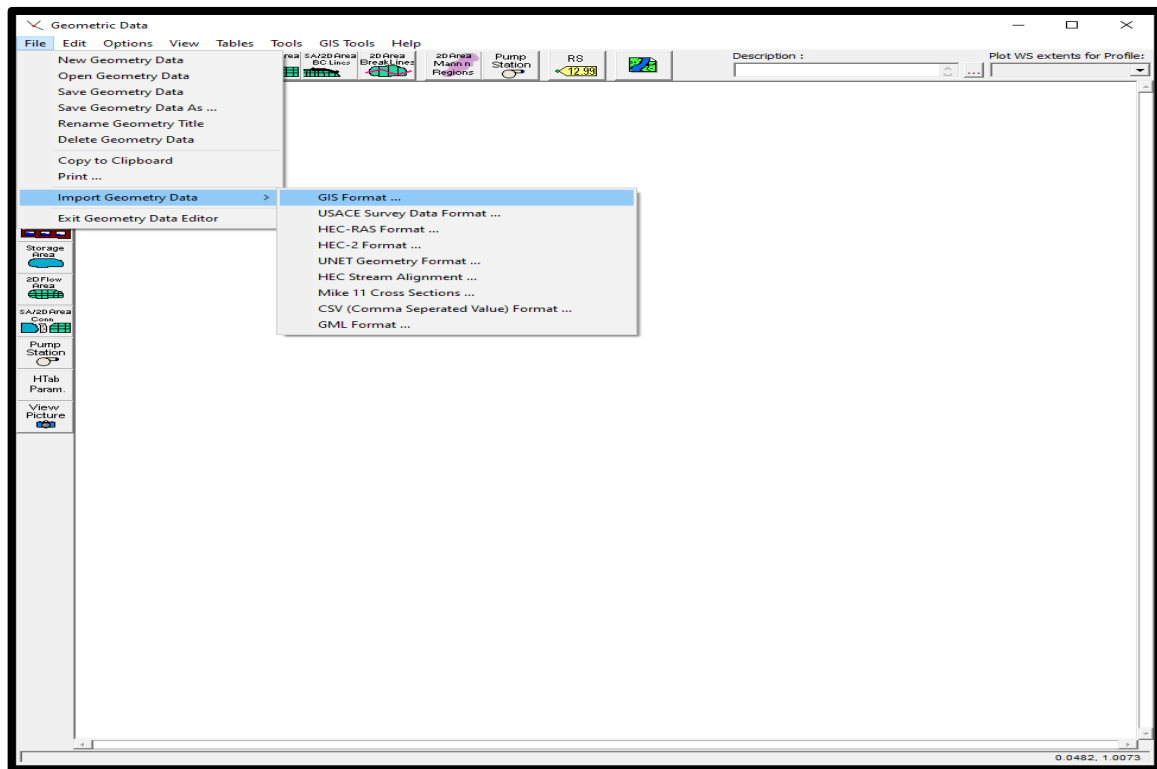 Geometric Data
File Edit Options View Tables Tools GIS Tools Help
New Geometry Data
Open Geometry Data
Save Geometry Data
Save Geometry Data As ...
Rename Geometry Title
Delete Geometry Data
Copy to Clipboard
Print ...
Import Geometry Data >
Exit Geometry Data Editor
GIS Format ...
USACE Survey Data Format ...
HEC-RAS Format ...
HEC-2 Format ...
UNET Geometry Format ...
HEC Stream Alignment ...
Mike 11 Cross Sections ...
CSV (Comma Seperated Value) Format ...
GML Format ...
SA/2D Area
BC Lines
2D Area
BreakLines
2D Area
Mann n
Regions
Pump
Station
RS
12.99
Description :
...
Plot WS extents for Profile:
Storage
Area
2D Flow
Area
SA/2D Area
Conn
Pump
Station
HTab
Param.
View
Picture
0.0482, 1.0073